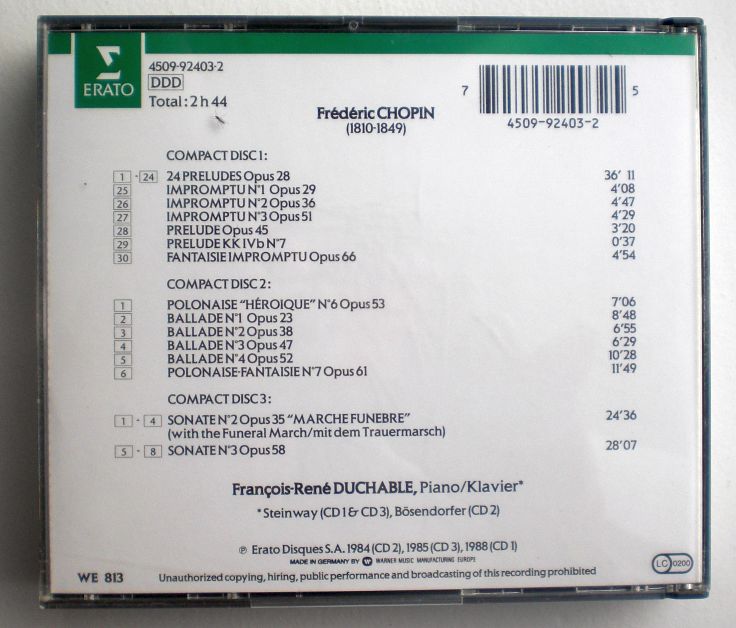 ERATO
4509-92403-2
DDD
Total: 2 h 44
7 5
4509-92403-2
Frédéric CHOPIN
(1810-1849)
COMPACT DISC 1:
1 - 24 24 PRELUDES Opus 28 36' 11
25 IMPROMPTU N°1 Opus 29 4'08
26 IMPROMPTU N°2 Opus 36 4'47
27 IMPROMPTU N°3 Opus 51 4'29
28 PRELUDE Opus 45 3'20
29 PRELUDE KK IVb N°7 0'37
30 FANTAISIE IMPROMPTU Opus 66 4'54
COMPACT DISC 2:
1 POLONAISE "HÉROIQUE" N°6 Opus 53 7'06
2 BALLADE N°1 Opus 23 8'48
3 BALLADE N°2 Opus 38 6'55
4 BALLADE N°3 Opus 47 6'29
5 BALLADE N°4 Opus 52 10'28
6 POLONAISE-FANTAISIE N°7 Opus 61 11'49
COMPACT DISC 3:
1 - 4 SONATE N°2 Opus 35 "MARCHE FUNEBRE" 24'36
(with the Funeral March/mit dem Trauermarsch)
5 - 8 SONATE N°3 Opus 58 28'07
François-René DUCHABLE, Piano/Klavier*
*Steinway (CD 1 & CD 3), Bösendorfer (CD 2)
℗ Erato Disques S.A. 1984 (CD 2), 1985 (CD 3), 1988 (CD 1)
MADE IN GERMANY BY WARNER MUSIC MANUFACTURING EUROPE
LC 0200
WE 813
Unauthorized copying, hiring, public performance and broadcasting of this recording prohibited